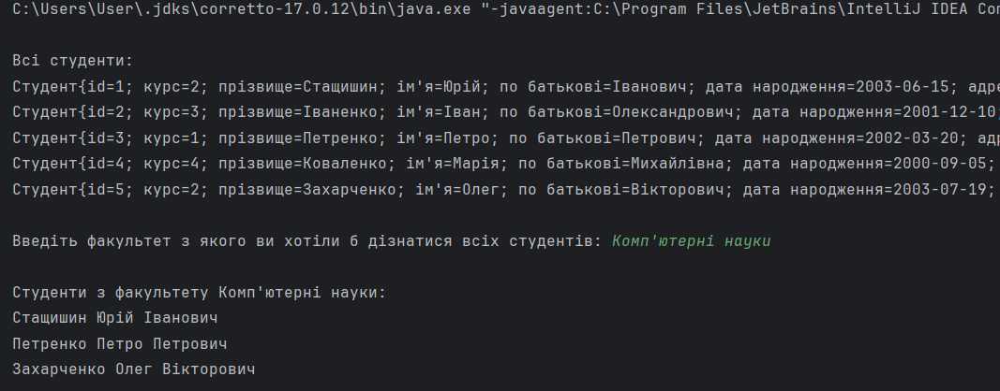 C:\Users\User\.jdks\corretto-17.0.12\bin\java.exe "-javaagent:C:\Program Files\JetBrains\IntelliJ IDEA Com
Всі студенти:
Студент{id=1; курс=2; прізвище=Стащишин; ім'я=Юрій; по батькові=Іванович; дата народження=2003-06-15; адре
Студент{id=2; курс=3; прізвище=Іваненко; ім'я=Іван; по батькові=Олександрович; дата народження=2001-12-10;
Студент{id=3; курс=1; прізвище=Петренко; ім'я=Петро; по батькові=Петрович; дата народження=2002-03-20; адр
Студент{id=4; курс=4; прізвище=Коваленко; ім'я=Марія; по батькові=Михайлівна; дата народження=2000-09-05;
Студент{id=5; курс=2; прізвище=Захарченко; ім'я=Олег; по батькові=Вікторович; дата народження=2003-07-19;
Введіть факультет з якого ви хотіли б дізнатися всіх студентів: Комп'ютерні науки
Студенти з факультету Комп'ютерні науки:
Стащишин Юрій Іванович
Петренко Петро Петрович
Захарченко Олег Вікторович